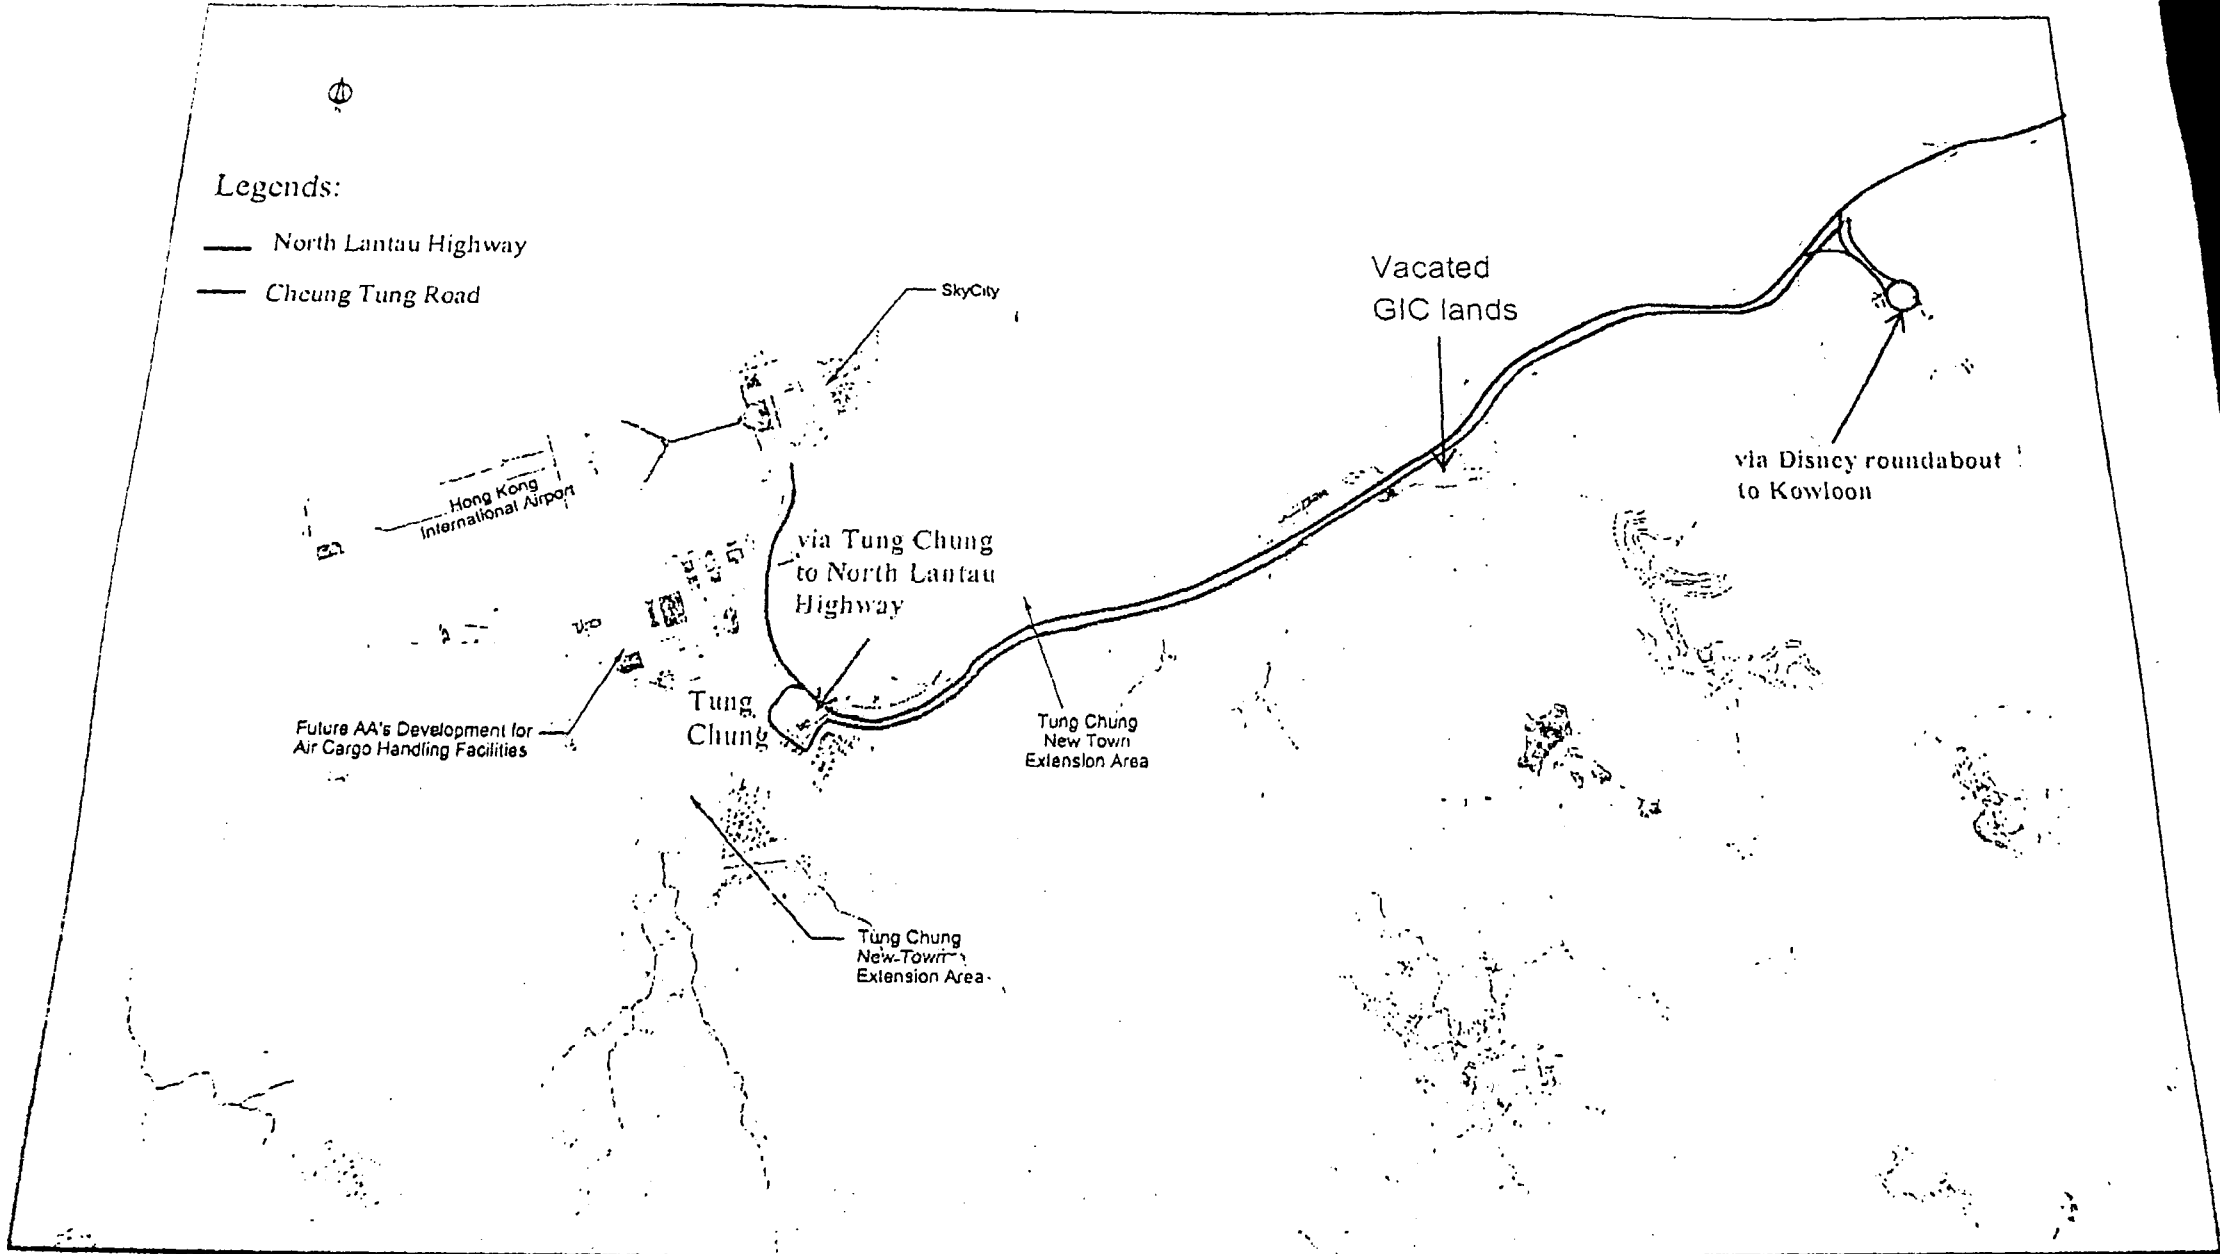 Legends:
North Lantau Highway
Cheung Tung Road
SkyCity
Vacated
GIC lands
via Disney roundabout
to Kowloon
Hong Kong
International Airport
via Tung Chung
to North Lantau
Highway
Tung
Chung
Future AA's Development for
Air Cargo Handling Facilities
Tung Chung
New Town
Extension Area
Tung Chung
New Town
Extension Area